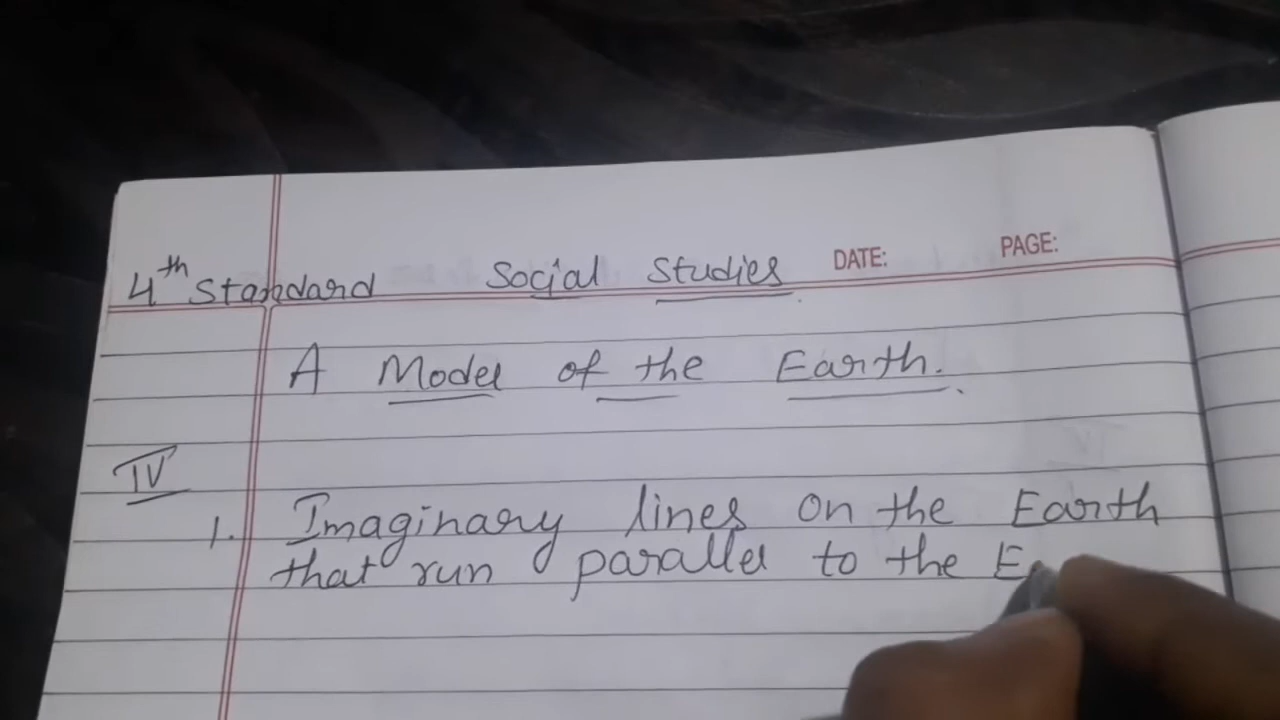 4th Standard Social Studies DATE: PAGE:
A Model of the Earth.
IV
1. Imaginary lines on the Earth
that run parallel to the